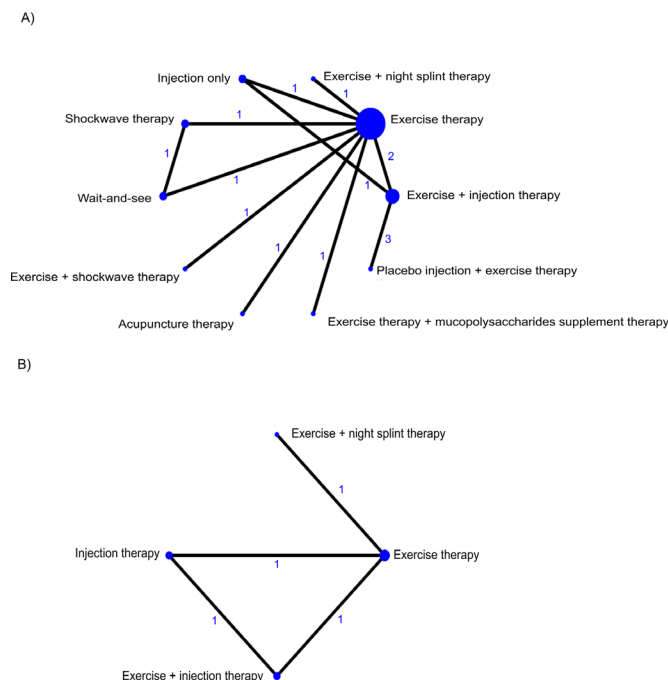 A)
Injection only
Exercise + night splint therapy
1
1
Shockwave therapy
1
Exercise therapy
1
2
Wait-and-see
1
1
Exercise + injection therapy
1
3
1
1
Exercise + shockwave therapy
Placebo injection + exercise therapy
Acupuncture therapy
Exercise therapy + mucopolysaccharides supplement therapy
B)
Exercise + night splint therapy
1
Injection therapy
1
Exercise therapy
1
1
Exercise + injection therapy